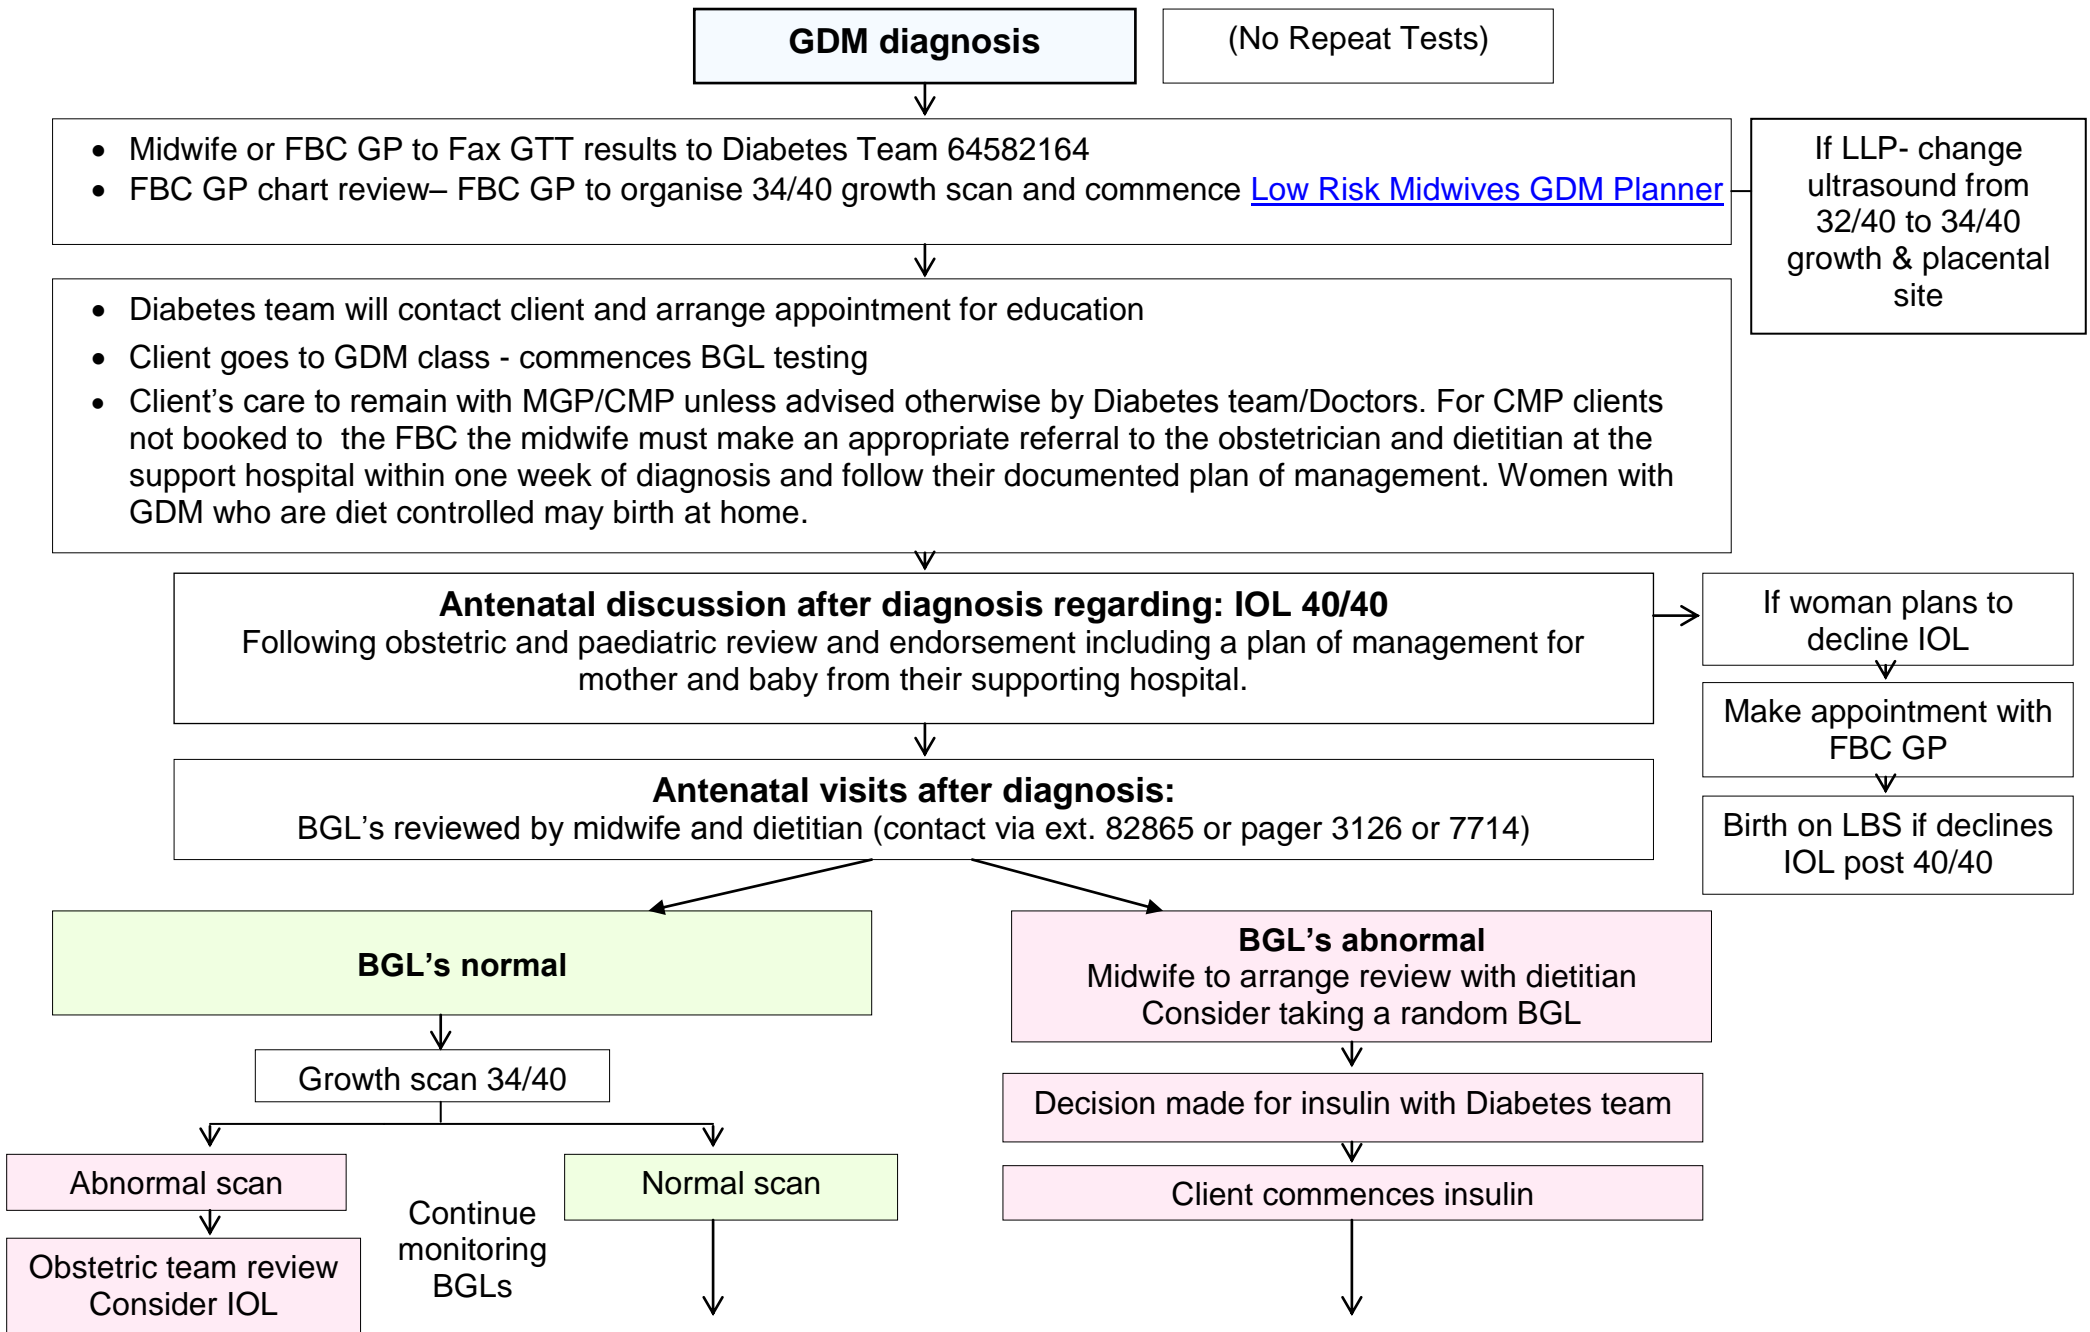 GDM diagnosis
(No Repeat Tests)
• Midwife or FBC GP to Fax GTT results to Diabetes Team 64582164
• FBC GP chart review– FBC GP to organise 34/40 growth scan and commence Low Risk Midwives GDM Planner
If LLP- change
ultrasound from
32/40 to 34/40
growth & placental
site
• Diabetes team will contact client and arrange appointment for education
• Client goes to GDM class - commences BGL testing
• Client’s care to remain with MGP/CMP unless advised otherwise by Diabetes team/Doctors. For CMP clients
not booked to the FBC the midwife must make an appropriate referral to the obstetrician and dietitian at the
support hospital within one week of diagnosis and follow their documented plan of management. Women with
GDM who are diet controlled may birth at home.
Antenatal discussion after diagnosis regarding: IOL 40/40
Following obstetric and paediatric review and endorsement including a plan of management for
mother and baby from their supporting hospital.
If woman plans to
decline IOL
Make appointment with
FBC GP
Birth on LBS if declines
IOL post 40/40
Antenatal visits after diagnosis:
BGL’s reviewed by midwife and dietitian (contact via ext. 82865 or pager 3126 or 7714)
BGL’s normal
BGL’s abnormal
Midwife to arrange review with dietitian
Consider taking a random BGL
Growth scan 34/40
Decision made for insulin with Diabetes team
Abnormal scan
Normal scan
Client commences insulin
Continue
monitoring
BGLs
Obstetric team review
Consider IOL